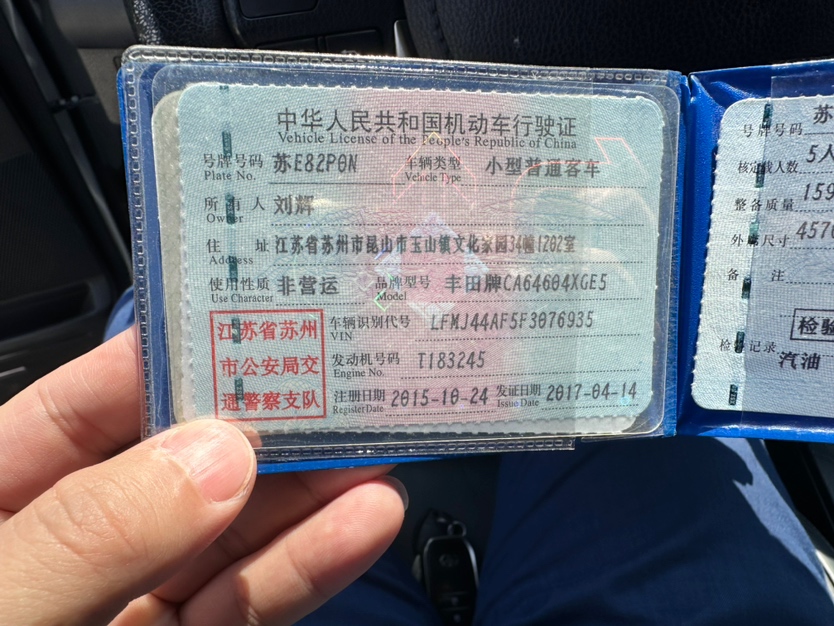 中华人民共和国机动车行驶证
Vehicle License of the People's Republic of China
号牌号码 苏E82P0N 车辆类型 小型普通客车
Plate No. Vehicle Type
所有人 刘辉
Owner
住址 江苏省苏州市昆山市玉山镇文化家园34幢1202室
Address
使用性质 非营运 品牌型号 丰田牌CA64604XGE5
Use Character Model
江苏省苏州
市公安局交
通警察支队
车辆识别代号 LFMJ44AF5F3076935
VIN
发动机号码 T183245
Engine No.
注册日期 2015-10-24 发证日期 2017-04-14
Register Date Issue Date
号牌号码 苏
核定载人数 5人
整备质量 159
外廓尺寸 457
备注
检验
检验记录
汽油